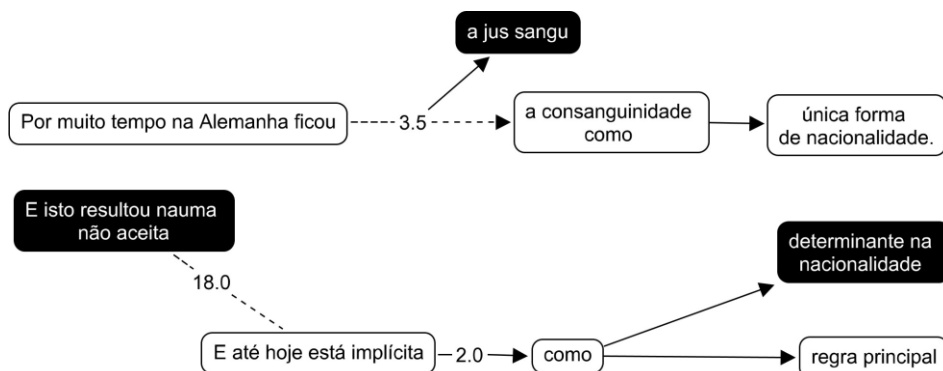 a jus sangu
Por muito tempo na Alemanha ficou
3.5
a consanguinidade
como
única forma
de nacionalidade.
E isto resultou nauma
não aceita
18.0
determinante na
nacionalidade
E até hoje está implícita
2.0
como
regra principal